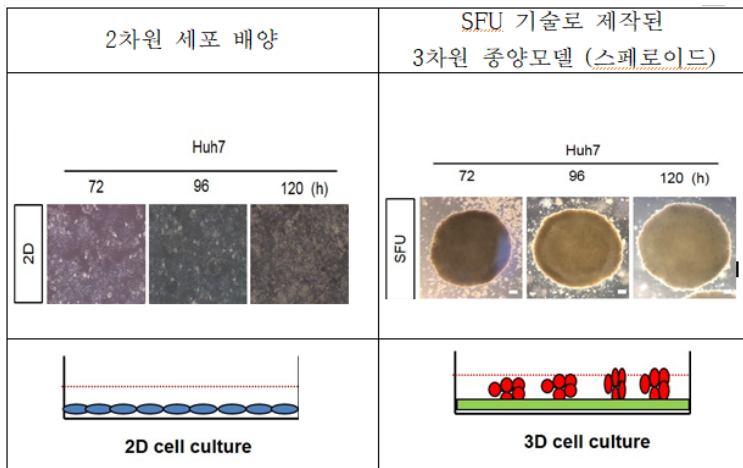 2차원 세포 배양
SFU 기술로 제작된
3차원 종양모델 (스페로이드)
Huh7
72 96 120 (h)
2D
Huh7
72 96 120 (h)
SFU
2D cell culture
3D cell culture